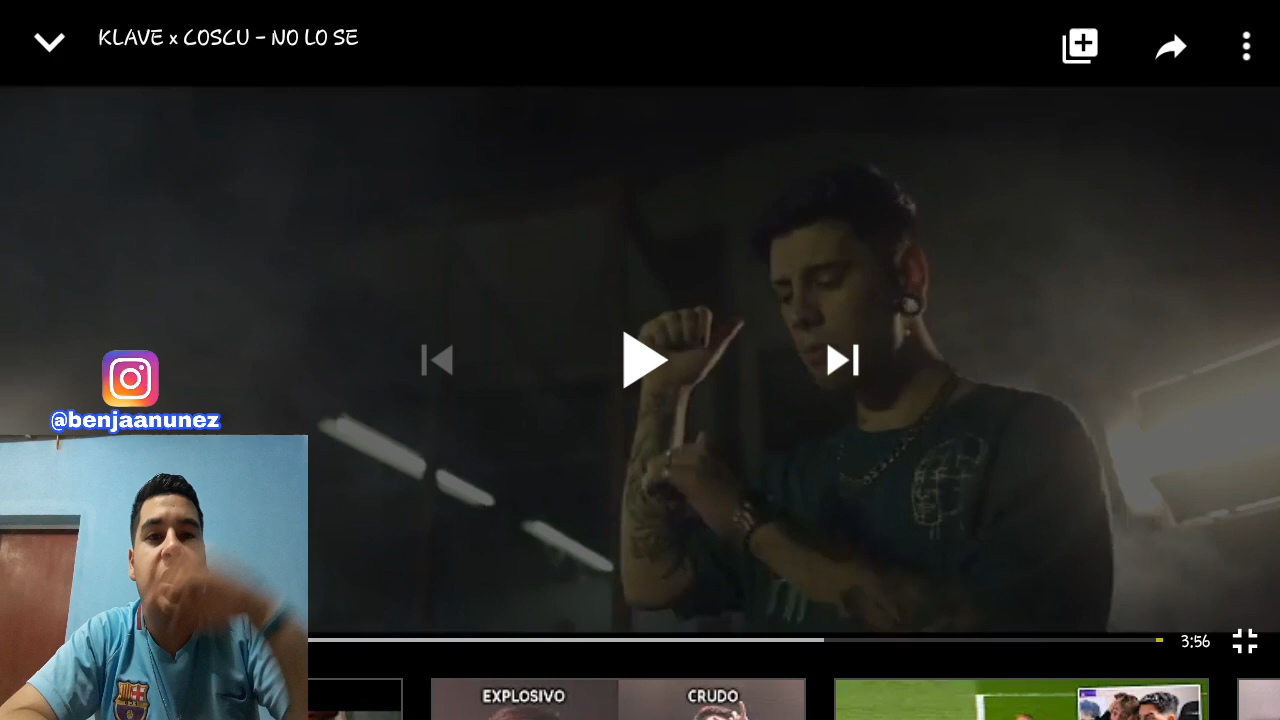 KLAVE x COSCU - NO LO SE
@benjaanunez
3:56
EXPLOSIVO
CRUDO